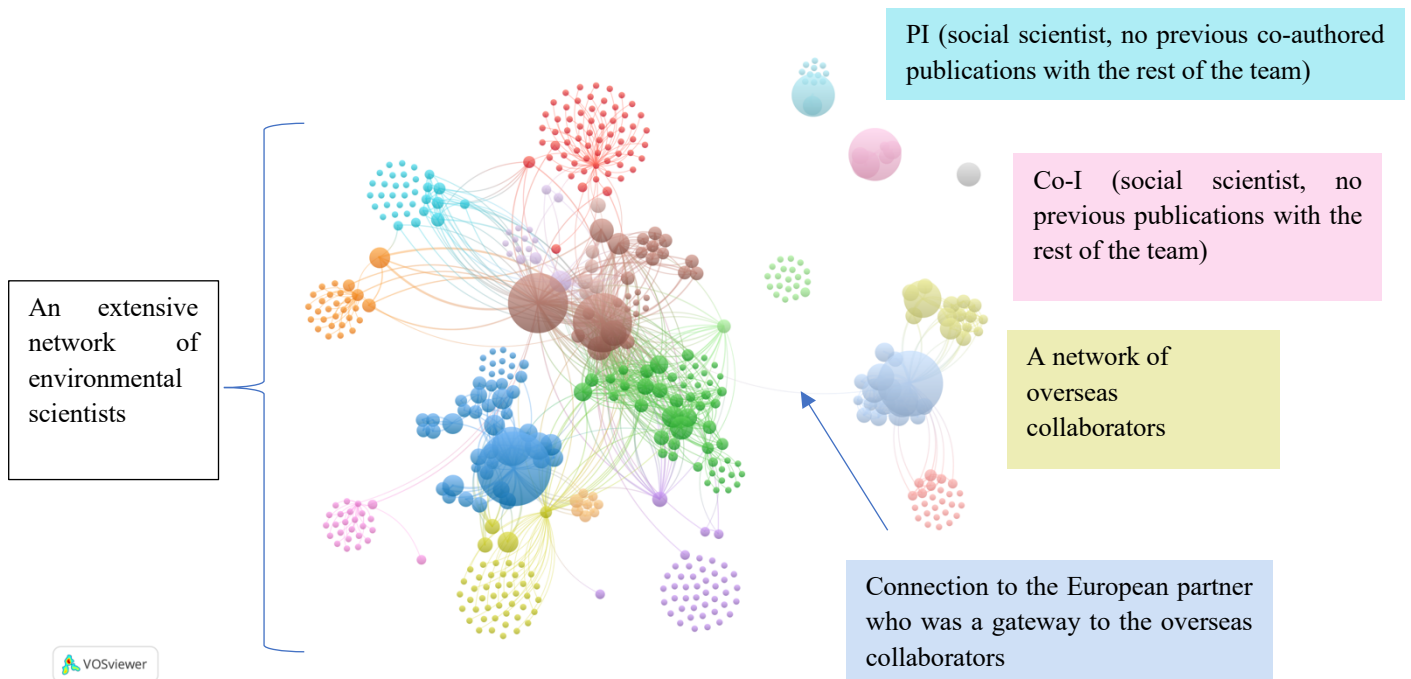 PI (social scientist, no previous co-authored
publications with the rest of the team)
Co-I (social scientist, no
previous publications with the
rest of the team)
An extensive
network of
environmental
scientists
A network of
overseas
collaborators
Connection to the European partner
who was a gateway to the overseas
collaborators
VOSviewer